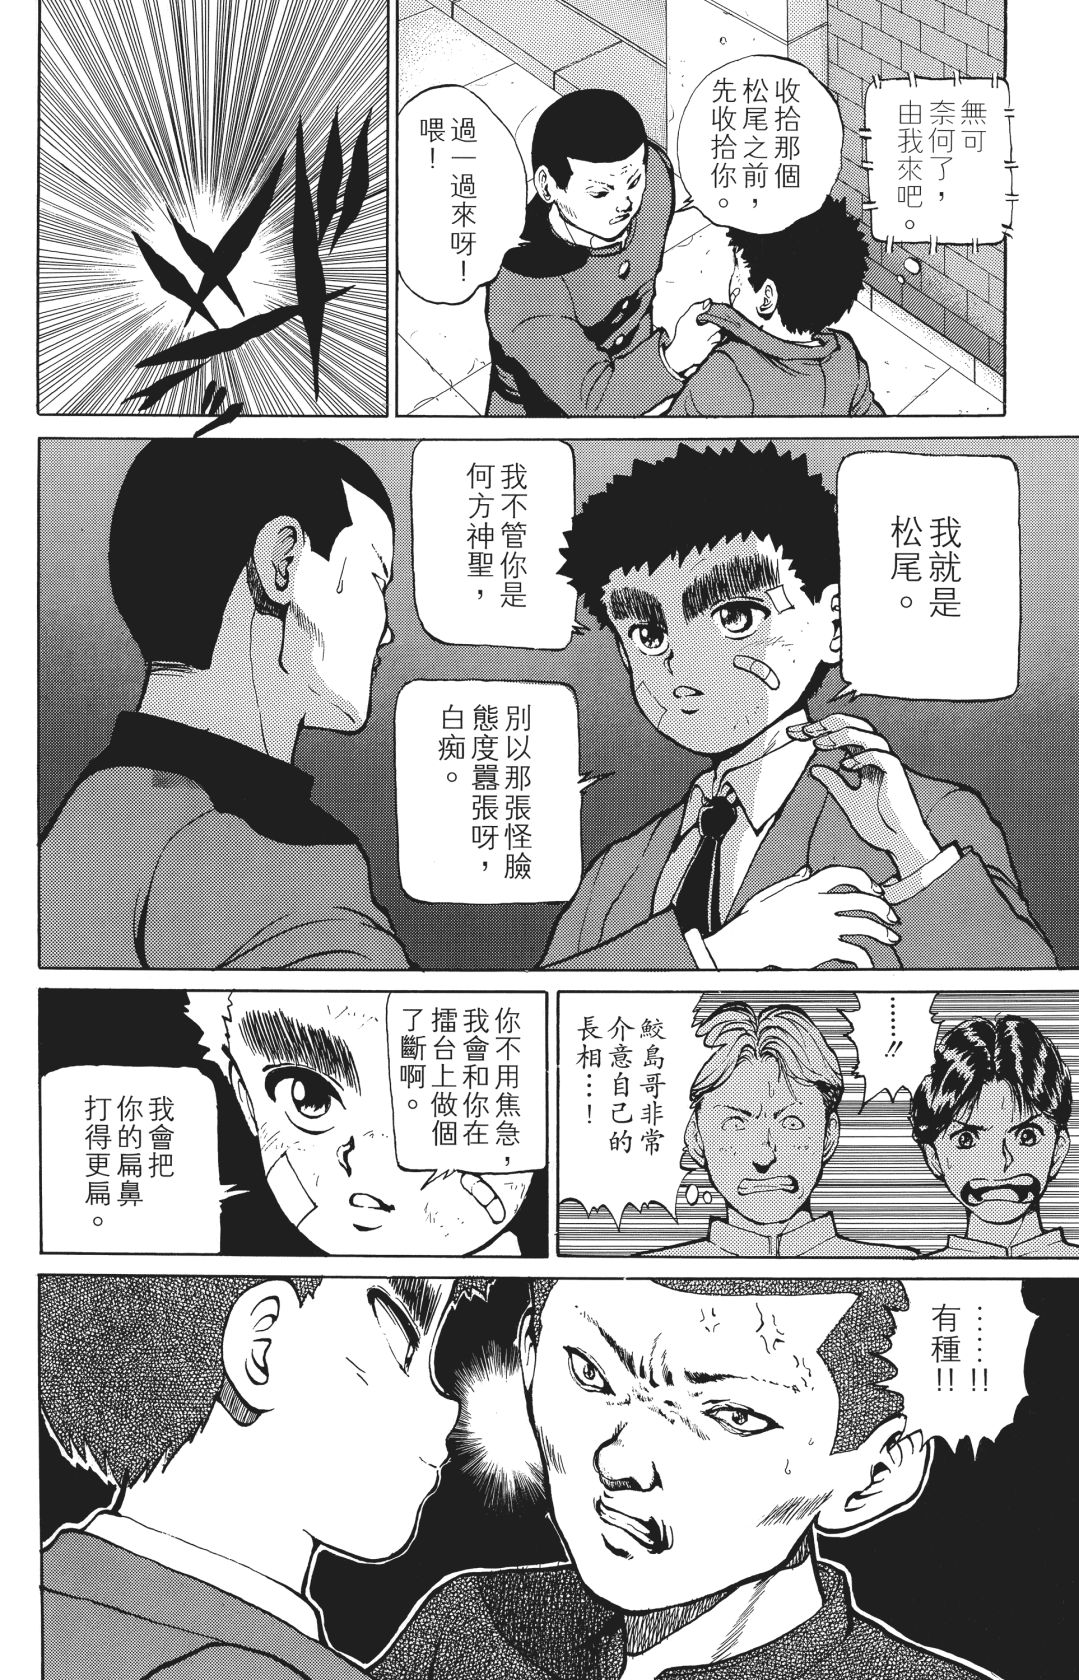 無可
奈何了，
由我來吧。
收拾那個
松尾之前，
先收拾你。
過一過來呀！
喂！
我就是
松尾。
我不管你是
何方神聖，
別以那張怪臉
態度囂張呀，
白痴。
……!!
鮫島哥非常
介意自己的
長相…！
你不用焦急，
我會和你在
擂台上做個
了斷啊。
我會把
你的扁鼻
打得更扁。
……!!
有種!!